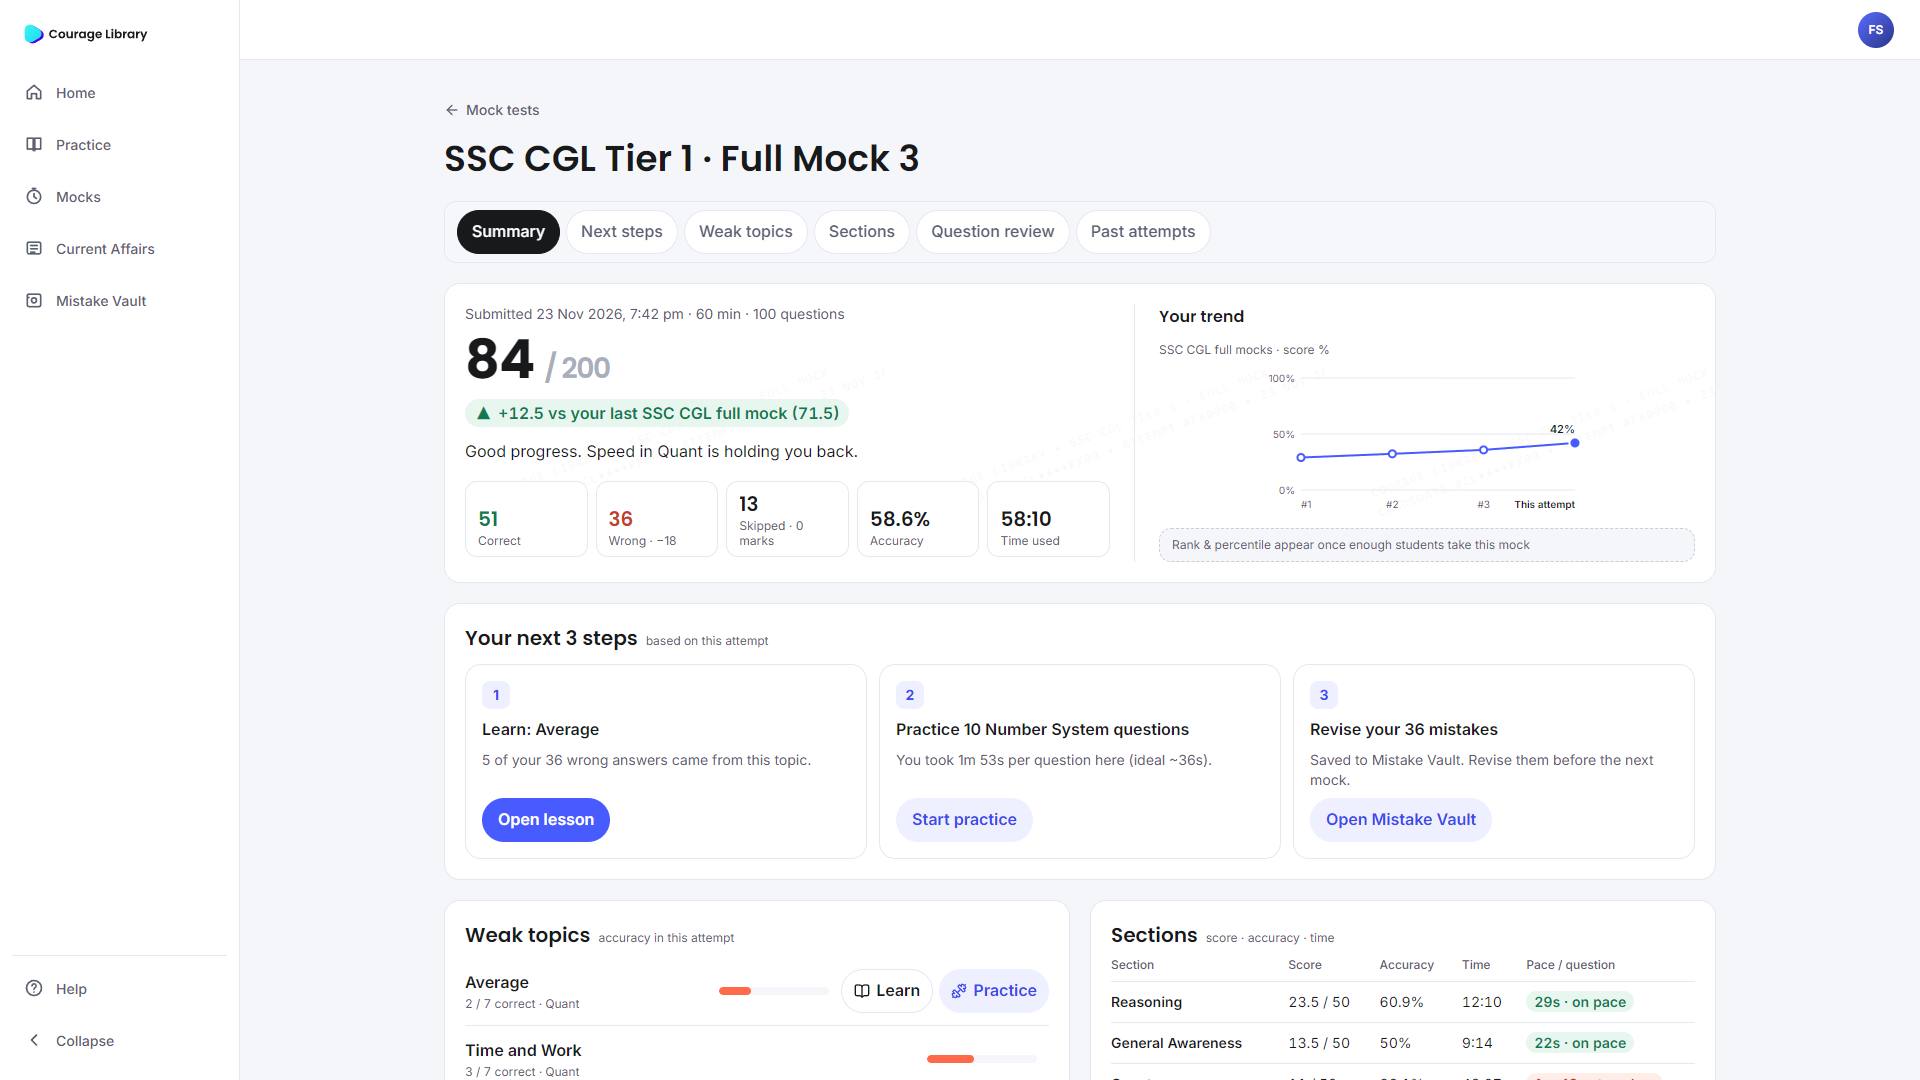 Courage Library
FS
Home
Practice
Mocks
Current Affairs
Mistake Vault
Help
Collapse
Mock tests
SSC CGL Tier 1 · Full Mock 3
Summary
Next steps
Weak topics
Sections
Question review
Past attempts
Submitted 23 Nov 2026, 7:42 pm · 60 min · 100 questions
84 / 200
▲ +12.5 vs your last SSC CGL full mock (71.5)
Good progress. Speed in Quant is holding you back.
51
Correct
36
Wrong · −18
13
Skipped · 0
marks
58.6%
Accuracy
58:10
Time used
Your trend
SSC CGL full mocks · score %
100%
50%
0%
42%
#1
#2
#3
This attempt
Rank & percentile appear once enough students take this mock
Your next 3 steps based on this attempt
1
Learn: Average
5 of your 36 wrong answers came from this topic.
Open lesson
2
Practice 10 Number System questions
You took 1m 53s per question here (ideal ~36s).
Start practice
3
Revise your 36 mistakes
Saved to Mistake Vault. Revise them before the next
mock.
Open Mistake Vault
Weak topics accuracy in this attempt
Average
2 / 7 correct · Quant
Learn
Practice
Time and Work
3 / 7 correct · Quant
Sections score · accuracy · time
Section Score Accuracy Time Pace / question
Reasoning 23.5 / 50 60.9% 12:10 29s · on pace
General Awareness 13.5 / 50 50% 9:14 22s · on pace